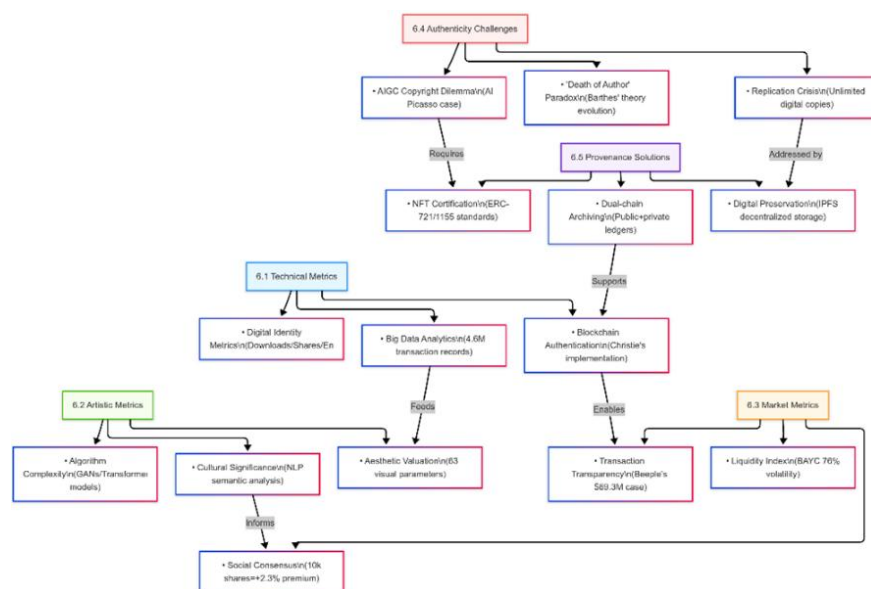 6.4 Authenticity Challenges
• AIGC Copyright Dilemma\n(AI
Picasso case)
• 'Death of Author'
Paradox\n(Barthes' theory
evolution)
• Replication Crisis\n(Unlimited
digital copies)
Requires
6.5 Provenance Solutions
Addressed by
• NFT Certification\n(ERC-
721/1155 standards)
• Dual-chain
Archiving\n(Public+private
ledgers)
• Digital Preservation\n(IPFS
decentralized storage)
6.1 Technical Metrics
Supports
• Digital Identity
Metrics\n(Downloads/Shares/En
• Big Data Analytics\n(4.6M
transaction records)
• Blockchain
Authentication\n(Christie's
implementation)
6.2 Artistic Metrics
Feeds
Enables
6.3 Market Metrics
• Algorithm
Complexity\n(GANs/Transformer
models)
• Cultural Significance\n(NLP
semantic analysis)
• Aesthetic Valuation\n(63
visual parameters)
• Transaction
Transparency\n(Beeple's
$69.3M case)
• Liquidity Index\n(BAYC 76%
volatility)
Informs
• Social Consensus\n(10k
shares=+2.3% premium)